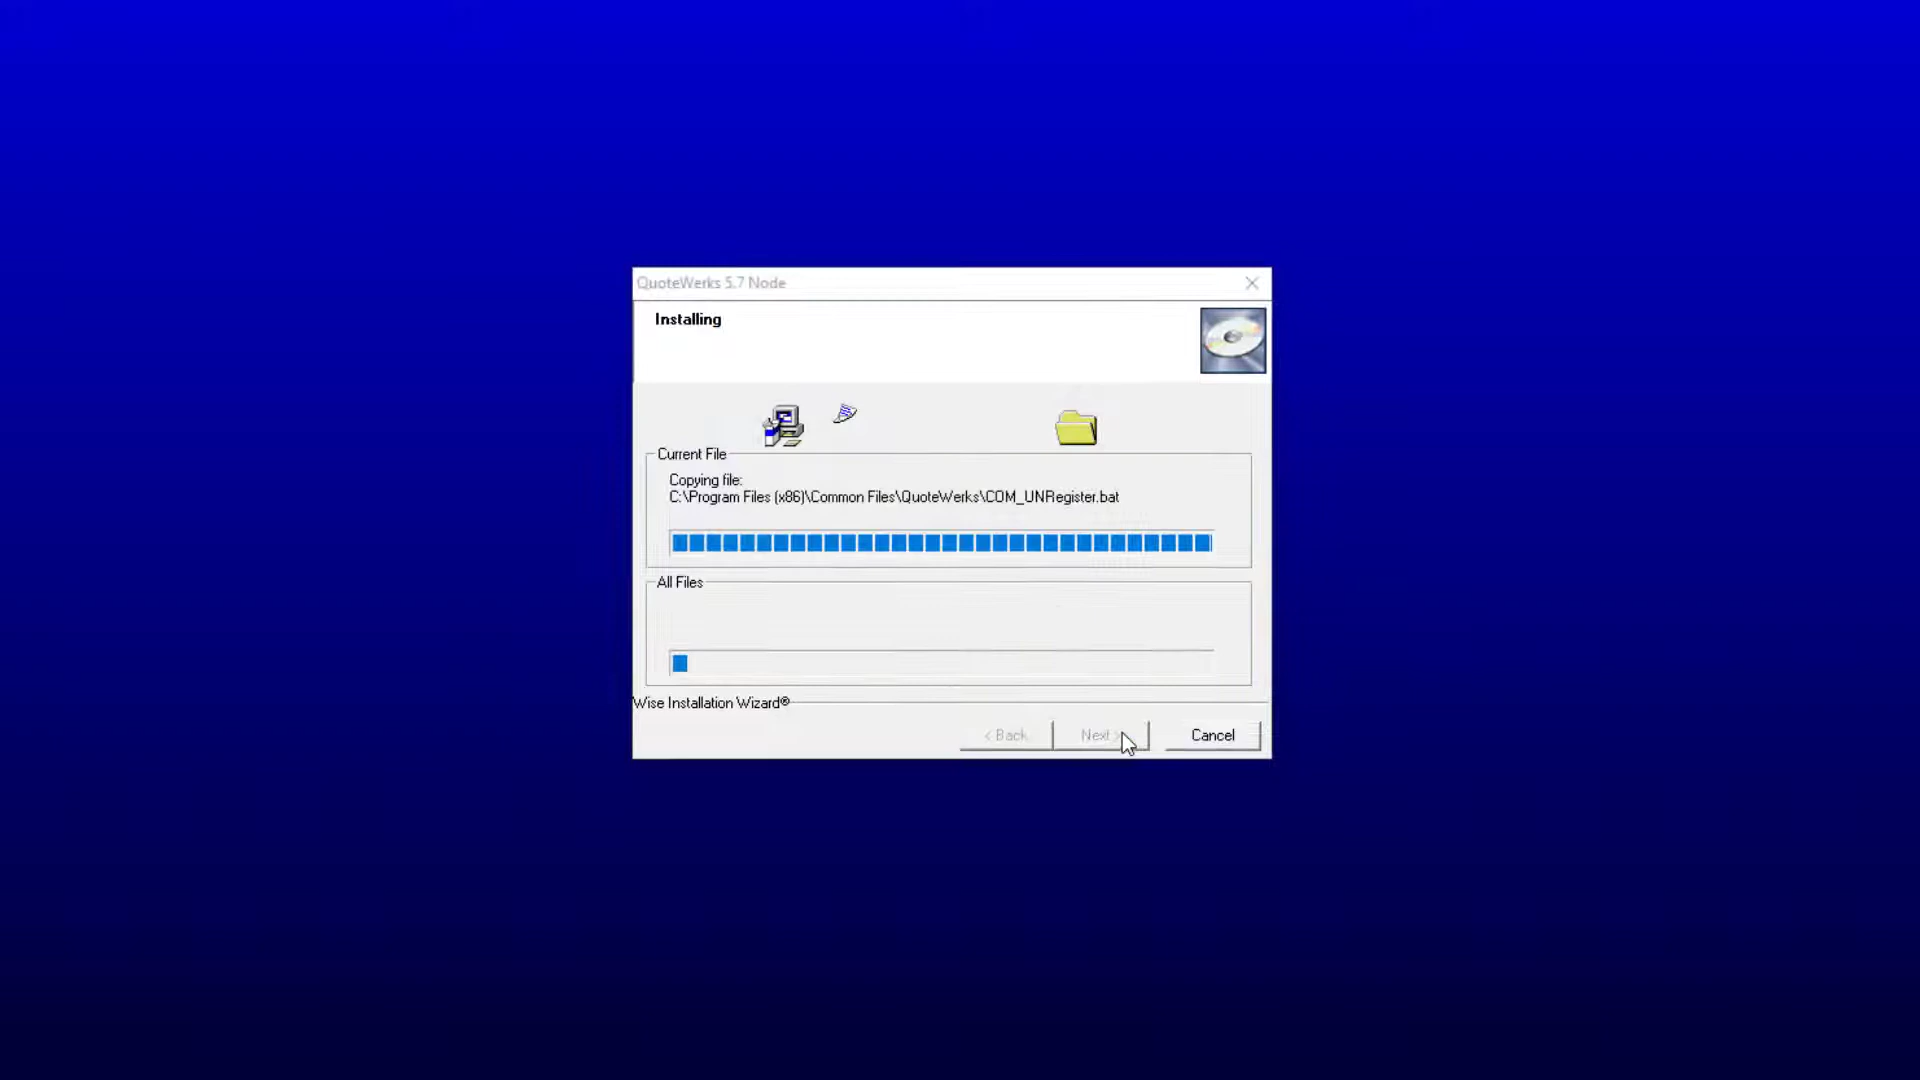 QuoteWerks 5.7 Node
Installing
Current File
Copying file:
C:\Program Files (x86)\Common Files\QuoteWerks\COM_UNRegister.bat
All Files
Wise Installation Wizard®
< Back
Next >
Cancel